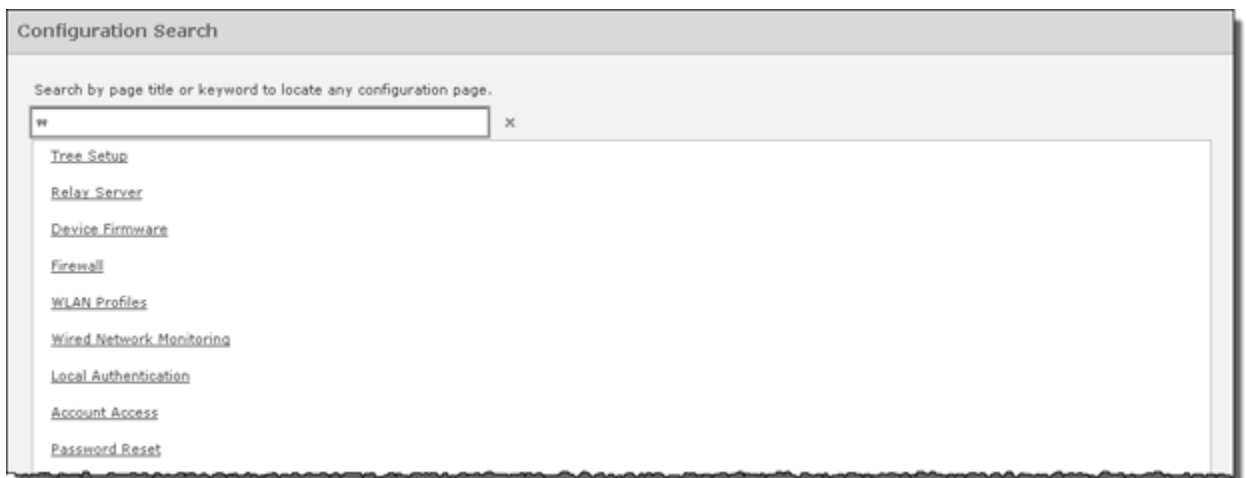 Configuration Search
Search by page title or keyword to locate any configuration page.
w
×
Tree Setup
Relay Server
Device Firmware
Firewall
WLAN Profiles
Wired Network Monitoring
Local Authentication
Account Access
Password Reset